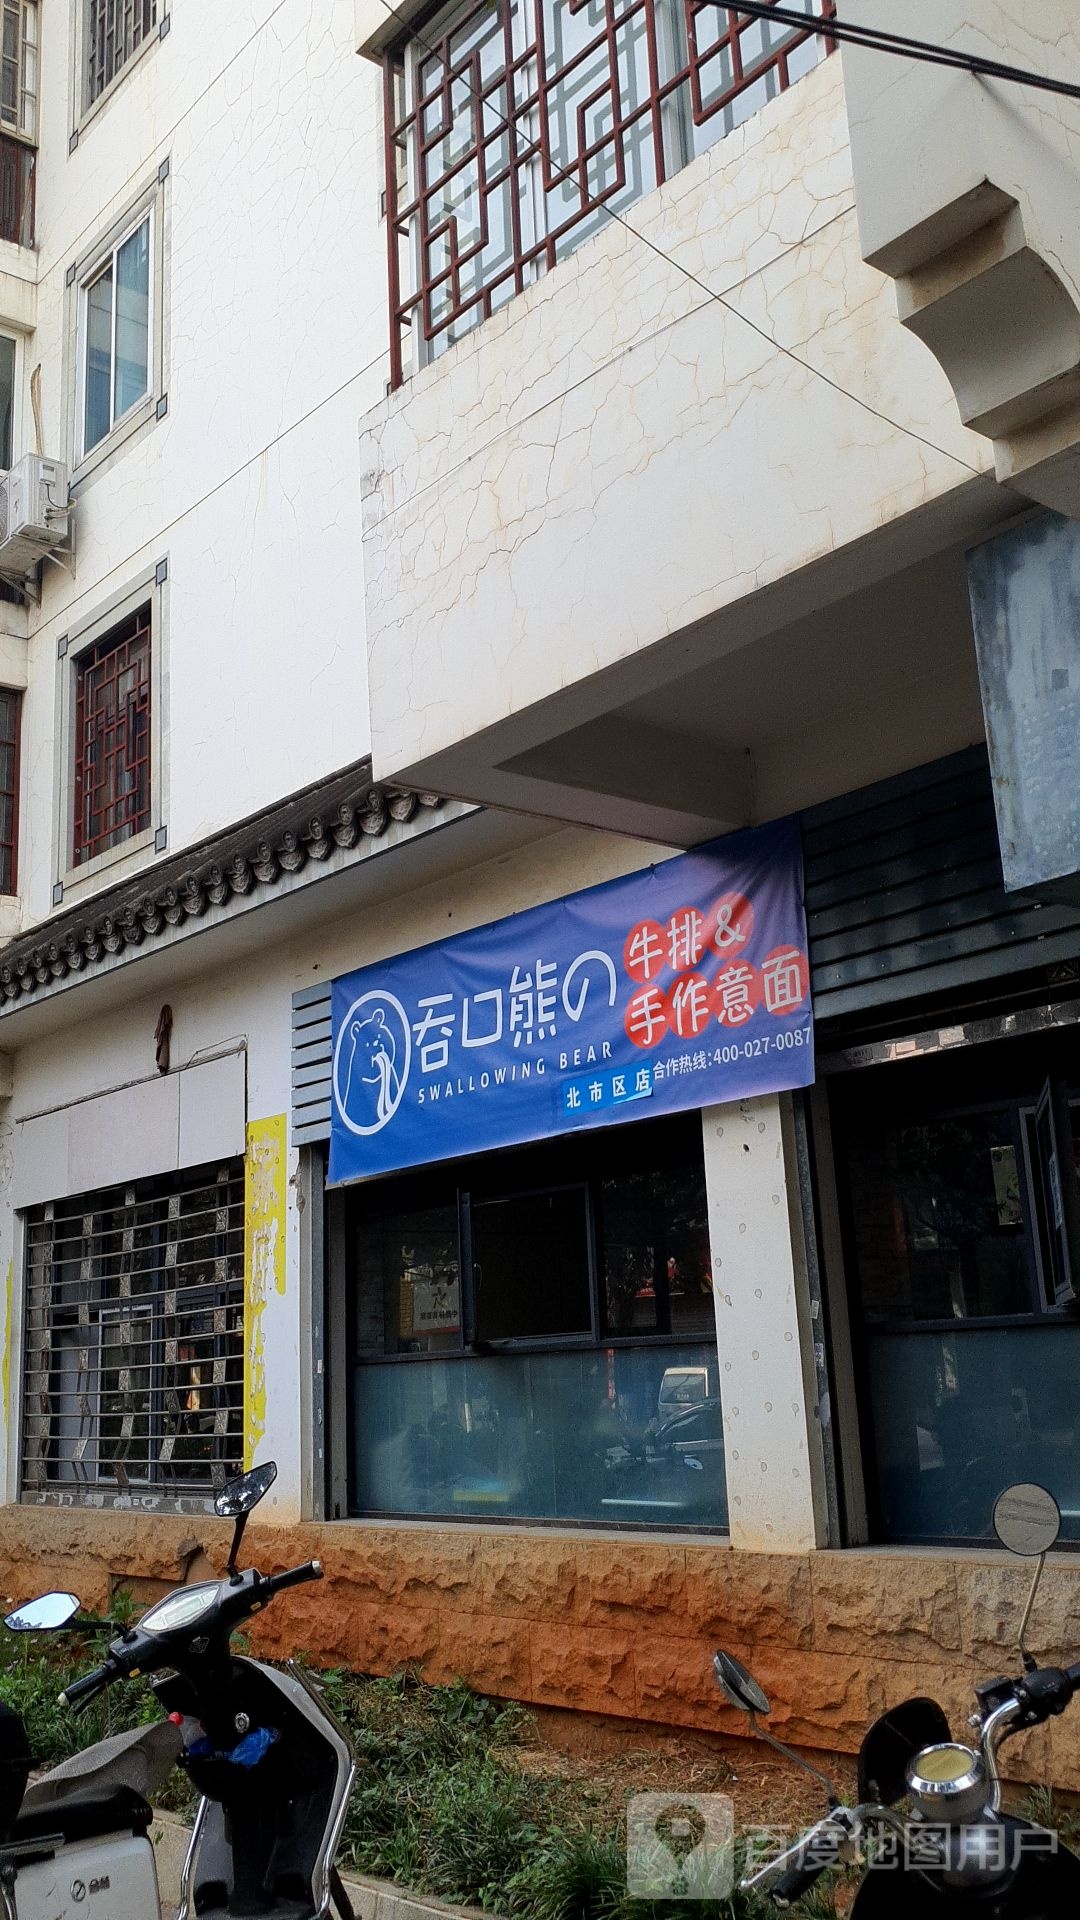 吞口熊の
SWALLOWING BEAR
牛排&
手作意面
北市区店
合作热线:400-027-0087
百度地图用户